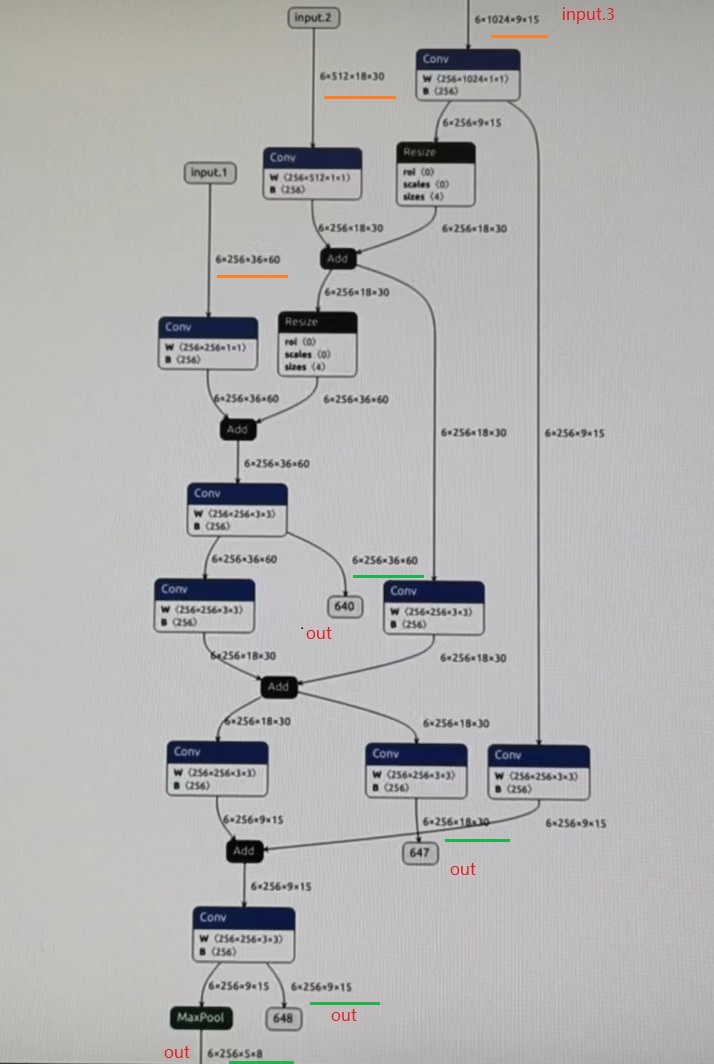 input.2
6×1024×9×15
input.3
Conv
W ⟨256×1024×1×1⟩
B ⟨256⟩
6×512×18×30
6×256×9×15
Conv
W ⟨256×512×1×1⟩
B ⟨256⟩
Resize
roi ⟨0⟩
scales ⟨0⟩
sizes ⟨4⟩
input.1
6×256×18×30
6×256×18×30
Add
6×256×36×60
6×256×18×30
Conv
W ⟨256×256×1×1⟩
B ⟨256⟩
Resize
roi ⟨0⟩
scales ⟨0⟩
sizes ⟨4⟩
6×256×36×60
6×256×36×60
Add
6×256×18×30
6×256×9×15
6×256×36×60
Conv
W ⟨256×256×3×3⟩
B ⟨256⟩
6×256×36×60
6×256×36×60
Conv
W ⟨256×256×3×3⟩
B ⟨256⟩
640
out
Conv
W ⟨256×256×3×3⟩
B ⟨256⟩
6×256×18×30
6×256×18×30
Add
6×256×18×30
6×256×18×30
Conv
W ⟨256×256×3×3⟩
B ⟨256⟩
Conv
W ⟨256×256×3×3⟩
B ⟨256⟩
Conv
W ⟨256×256×3×3⟩
B ⟨256⟩
6×256×9×15
6×256×18×30
6×256×9×15
Add
647
out
6×256×9×15
Conv
W ⟨256×256×3×3⟩
B ⟨256⟩
6×256×9×15
6×256×9×15
MaxPool
648
out
out
6×256×5×8